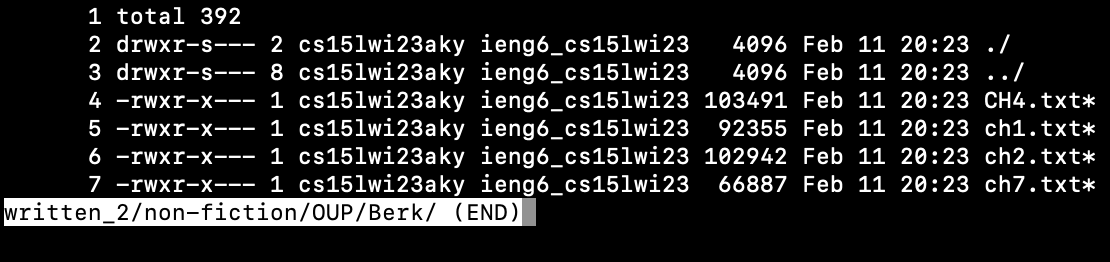 1 total 392
2 drwxr-s--- 2 cs15lwi23aky ieng6_cs15lwi23 4096 Feb 11 20:23 ./
3 drwxr-s--- 8 cs15lwi23aky ieng6_cs15lwi23 4096 Feb 11 20:23 ../
4 -rwxr-x--- 1 cs15lwi23aky ieng6_cs15lwi23 103491 Feb 11 20:23 CH4.txt*
5 -rwxr-x--- 1 cs15lwi23aky ieng6_cs15lwi23 92355 Feb 11 20:23 ch1.txt*
6 -rwxr-x--- 1 cs15lwi23aky ieng6_cs15lwi23 102942 Feb 11 20:23 ch2.txt*
7 -rwxr-x--- 1 cs15lwi23aky ieng6_cs15lwi23 66887 Feb 11 20:23 ch7.txt*
written_2/non-fiction/OUP/Berk/ (END)